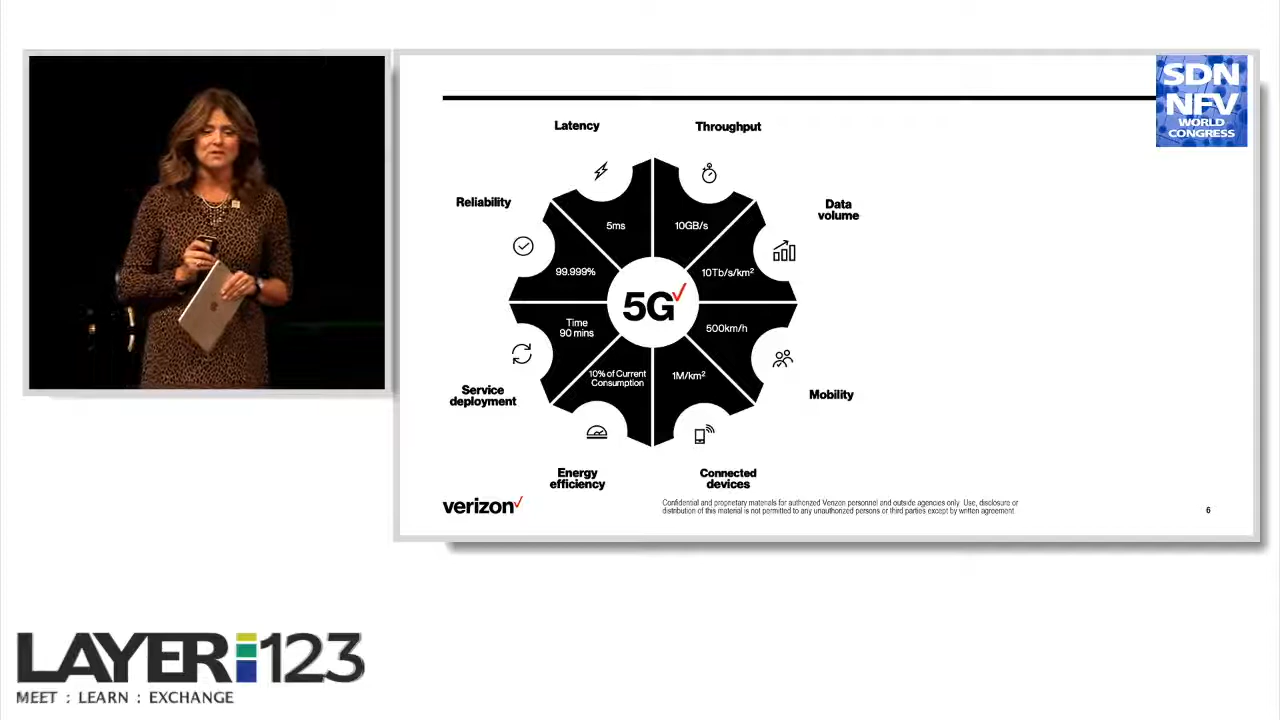 SDN
NFV
WORLD
CONGRESS
Latency
Throughput
Reliability
Data
volume
5ms
10GB/s
99.999%
10Tb/s/km²
5G
Time
90 mins
500km/h
10% of Current
Consumption
1M/km²
Service
deployment
Mobility
Energy
efficiency
Connected
devices
verizon
Confidential and proprietary materials for authorized Verizon personnel and outside agencies only. Use, disclosure or
distribution of this material is not permitted to any unauthorized persons or third parties except by written agreement.
6
LAYER 123
MEET : LEARN : EXCHANGE